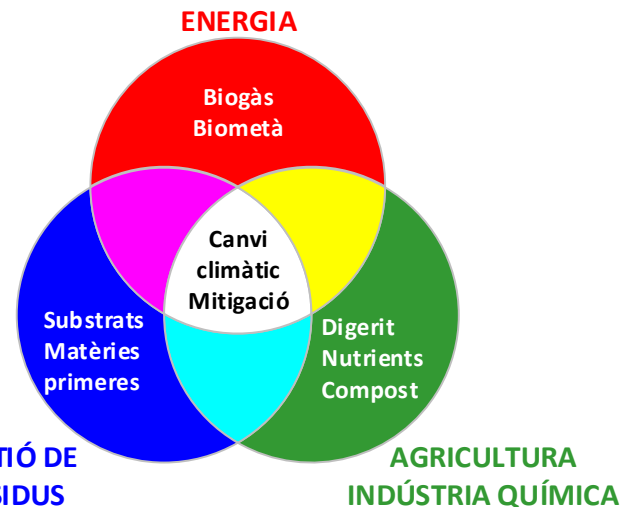 ENERGIA
Biogàs
Biometà
Canvi
climàtic
Mitigació
Substrats
Matèries
primeres
Digerit
Nutrients
Compost
TIÓ DE
SIDUS
AGRICULTURA
INDÚSTRIA QUÍMICA